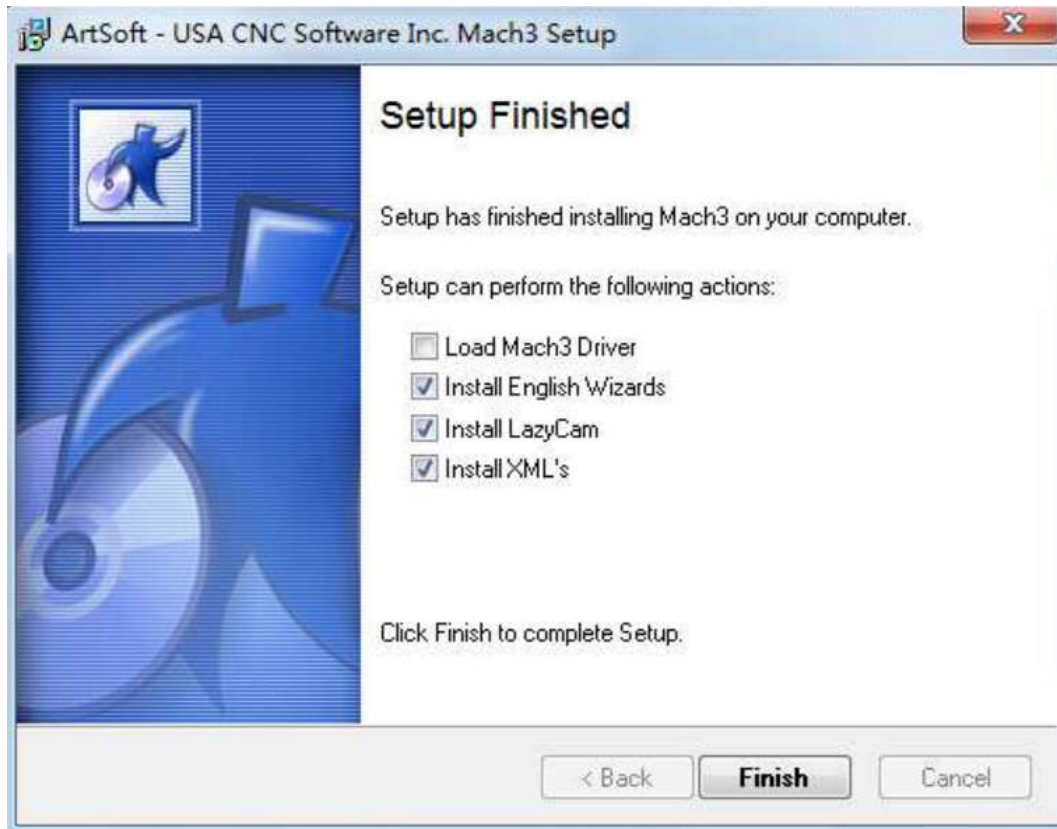 ArtSoft - USA CNC Software Inc. Mach3 Setup
Setup Finished
Setup has finished installing Mach3 on your computer.
Setup can perform the following actions:
Load Mach3 Driver
Install English Wizards
Install LazyCam
Install XML's
Click Finish to complete Setup.
< Back
Finish
Cancel